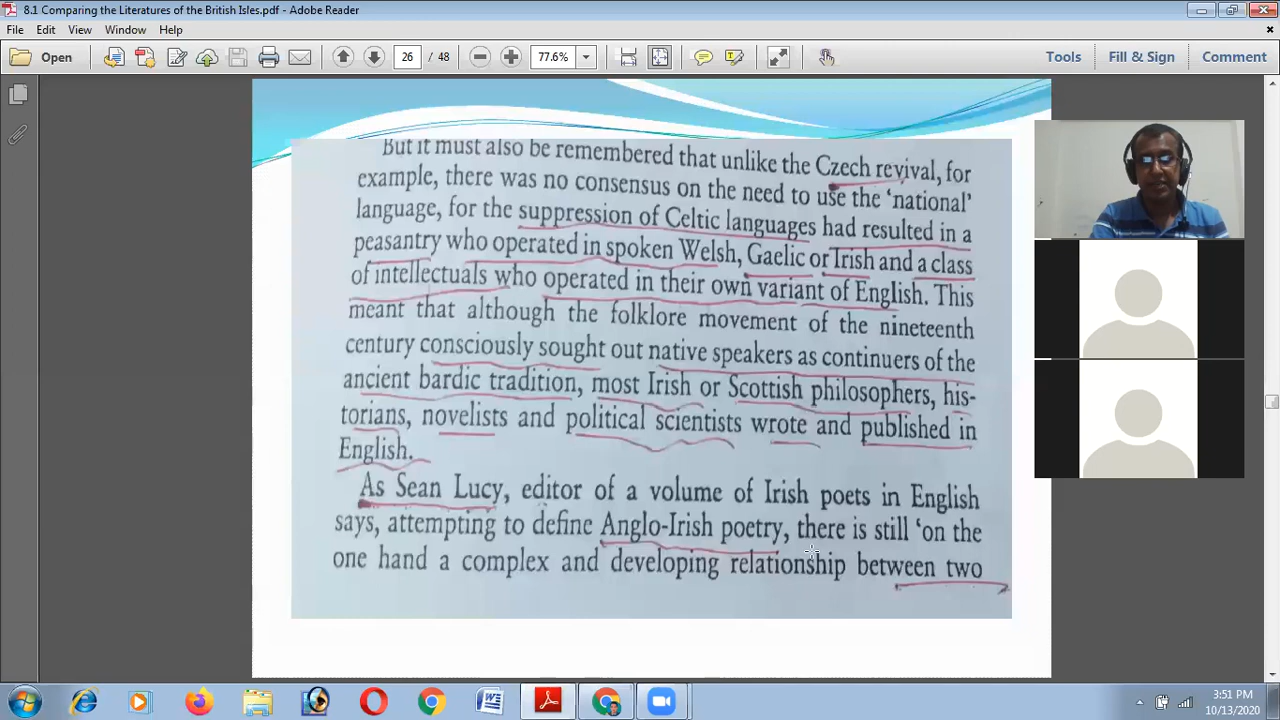 8.1 Comparing the Literatures of the British Isles.pdf - Adobe Reader
File Edit View Window Help
Open 26 / 48 77.6% Tools Fill & Sign Comment
But it must also be remembered that unlike the Czech revival, for
example, there was no consensus on the need to use the ‘national’
language, for the suppression of Celtic languages had resulted in a
peasantry who operated in spoken Welsh, Gaelic or Irish and a class
of intellectuals who operated in their own variant of English. This
meant that although the folklore movement of the nineteenth
century consciously sought out native speakers as continuers of the
ancient bardic tradition, most Irish or Scottish philosophers, his-
torians, novelists and political scientists wrote and published in
English.
As Sean Lucy, editor of a volume of Irish poets in English
says, attempting to define Anglo-Irish poetry, there is still ‘on the
one hand a complex and developing relationship between two
3:51 PM
10/13/2020